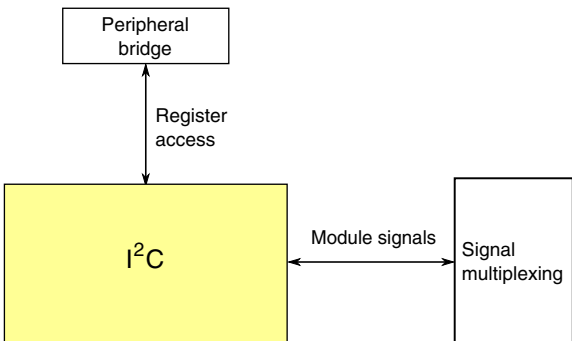 Peripheral
bridge
Register
access
I²C
Module signals
Signal
multiplexing